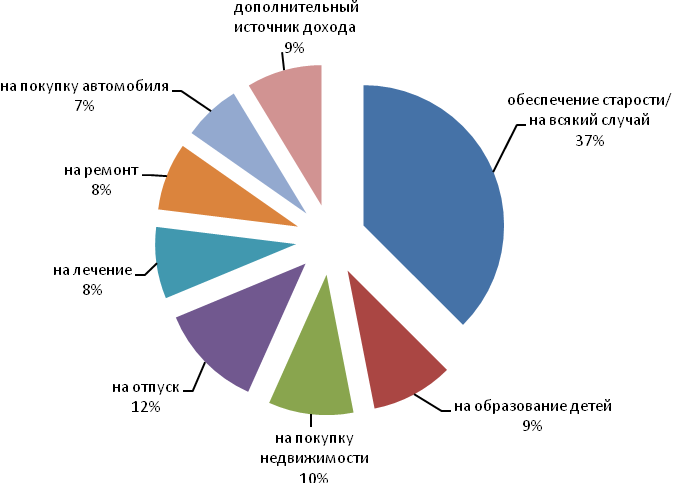 дополнительный
источник дохода
9%
обеспечение старости/
на всякий случай
37%
на образование детей
9%
на покупку
недвижимости
10%
на отпуск
12%
на лечение
8%
на ремонт
8%
на покупку автомобиля
7%